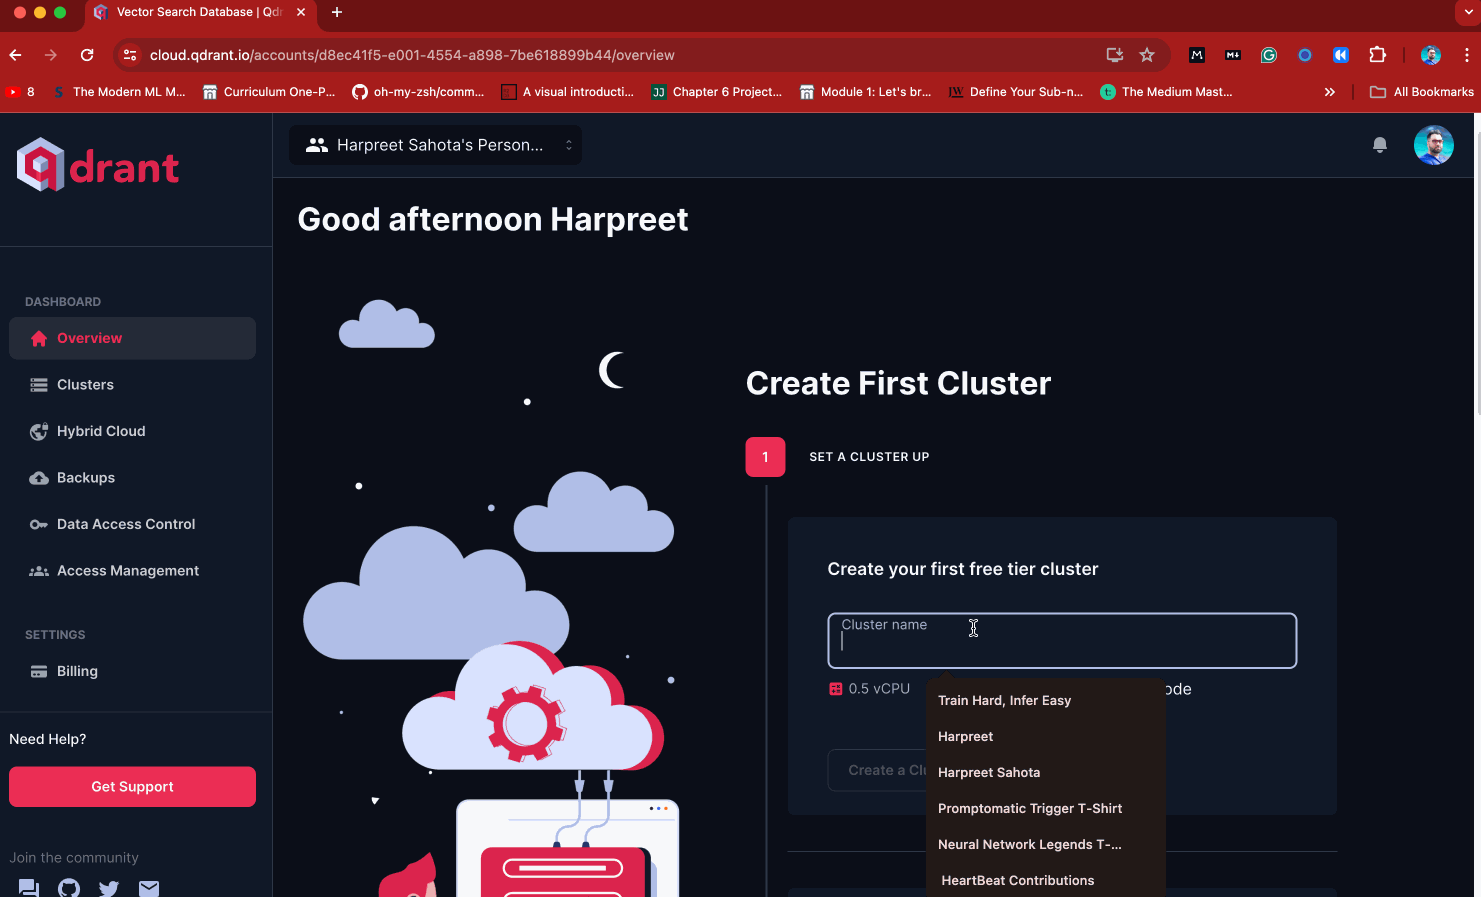 Vector Search Database | Qdr
cloud.qdrant.io/accounts/d8ec41f5-e001-4554-a898-7be618899b44/overview
8
The Modern ML M...
Curriculum One-P...
oh-my-zsh/comm...
A visual introducti...
Chapter 6 Project...
Module 1: Let's br...
Define Your Sub-n...
The Medium Mast...
All Bookmarks
qdrant
Harpreet Sahota's Person...
Good afternoon Harpreet
DASHBOARD
Overview
Clusters
Hybrid Cloud
Backups
Data Access Control
Access Management
SETTINGS
Billing
Need Help?
Get Support
Join the community
Create First Cluster
1
SET A CLUSTER UP
Create your first free tier cluster
Cluster name
0.5 vCPU
ode
Create a Clu
Train Hard, Infer Easy
Harpreet
Harpreet Sahota
Promptomatic Trigger T-Shirt
Neural Network Legends T-...
HeartBeat Contributions